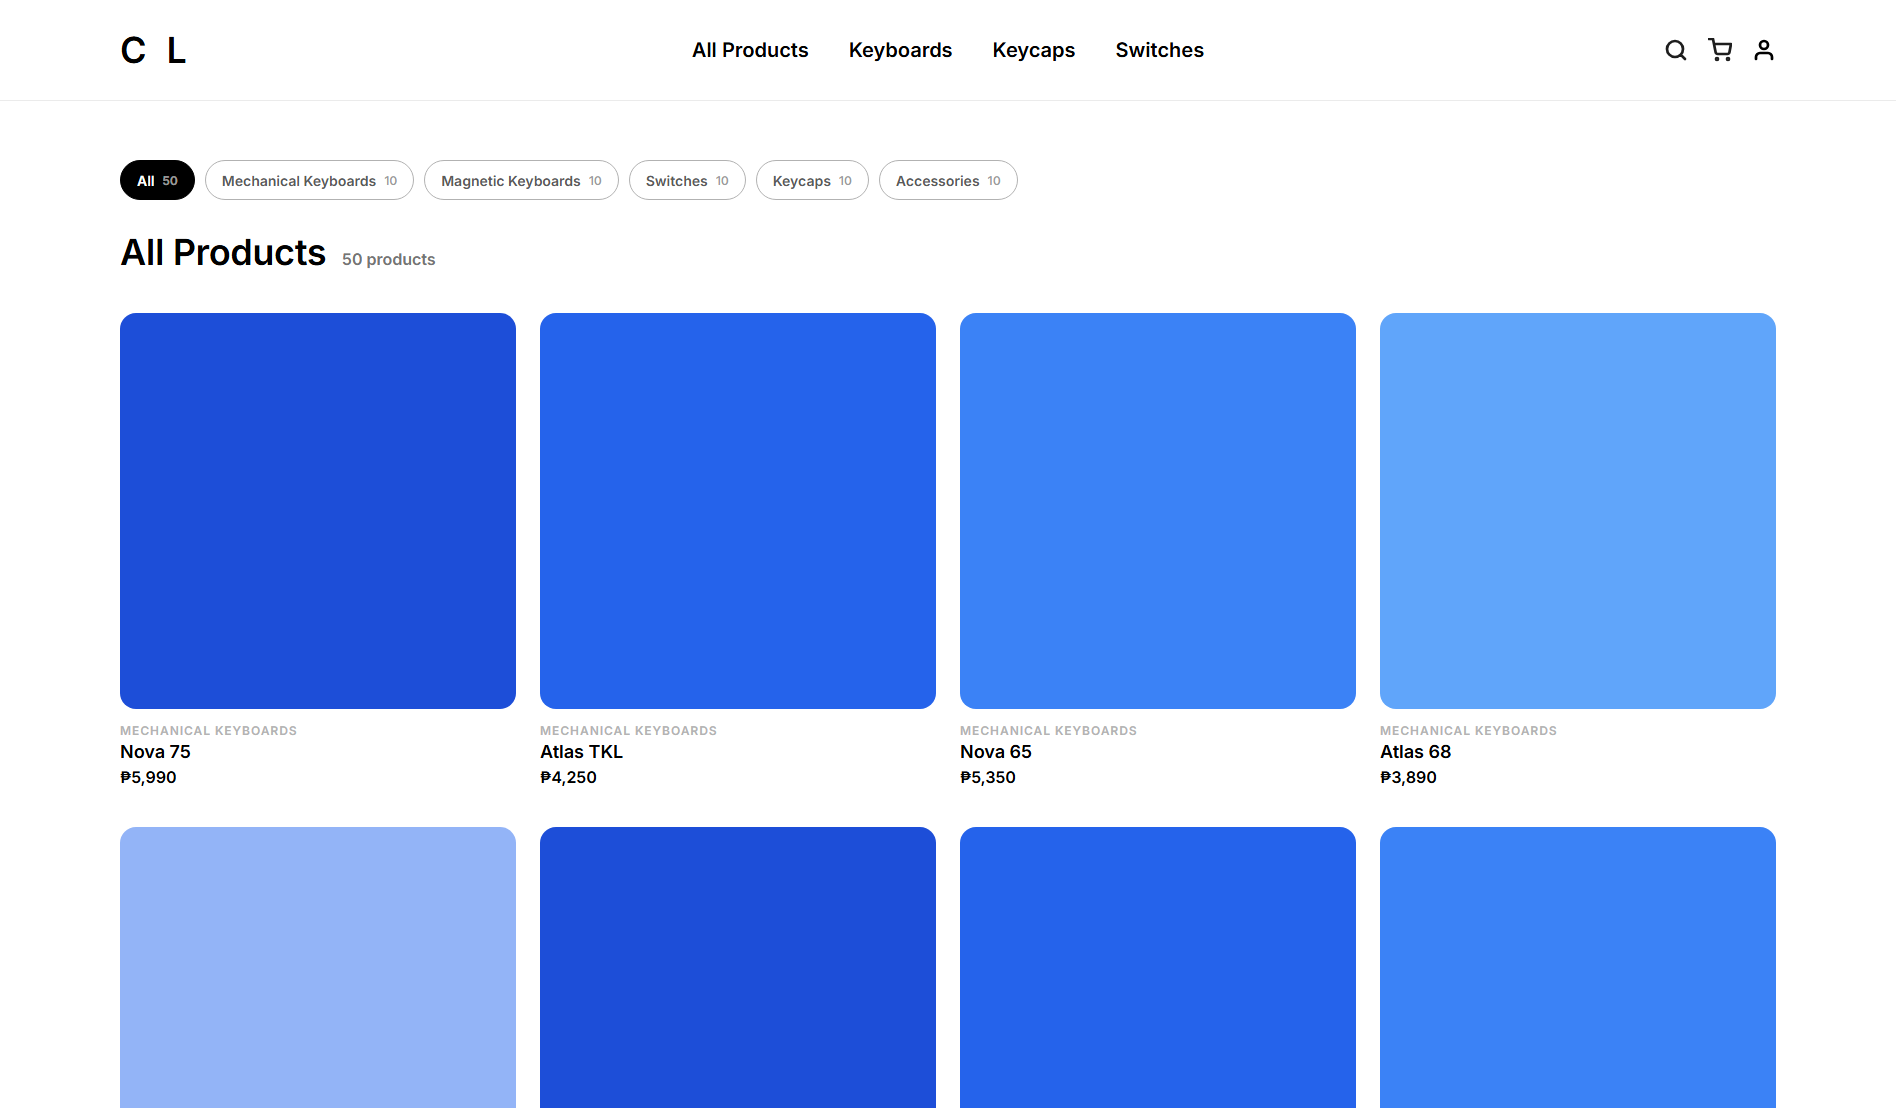 C L
All Products Keyboards Keycaps Switches
All 50 Mechanical Keyboards 10 Magnetic Keyboards 10 Switches 10 Keycaps 10 Accessories 10
All Products 50 products
MECHANICAL KEYBOARDS MECHANICAL KEYBOARDS MECHANICAL KEYBOARDS MECHANICAL KEYBOARDS
Nova 75 Atlas TKL Nova 65 Atlas 68
₱5,990 ₱4,250 ₱5,350 ₱3,890